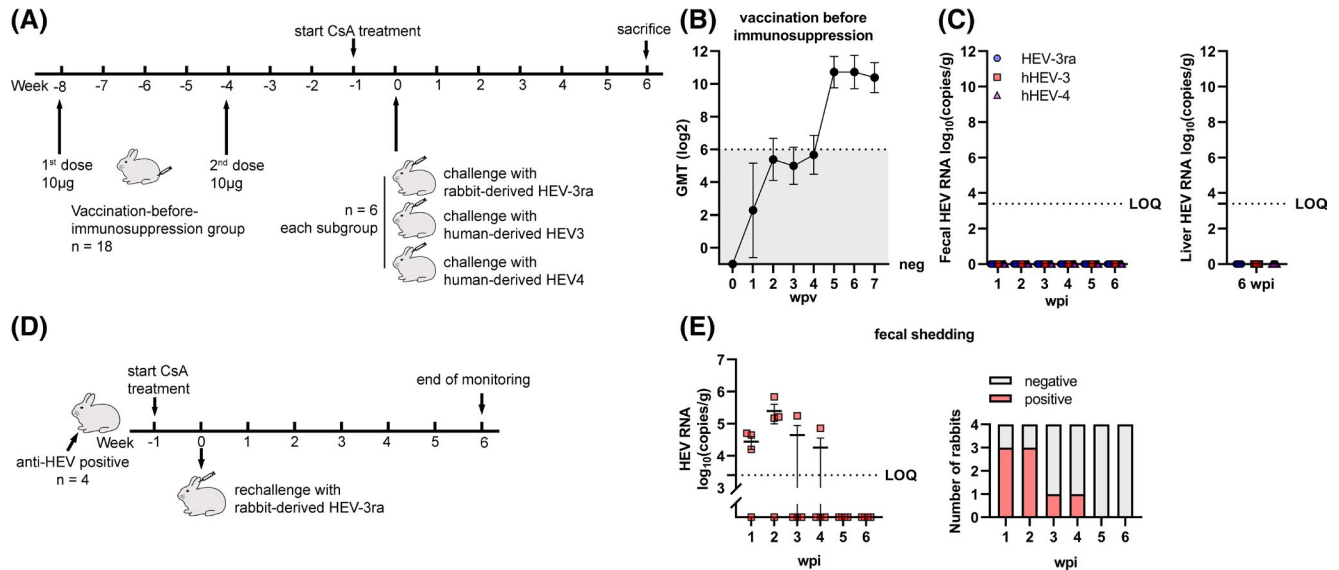 (A)
start CsA treatment
sacrifice
Week -8 -7 -6 -5 -4 -3 -2 -1 0 1 2 3 4 5 6
1st dose
10μg
2nd dose
10μg
Vaccination-before-
immunosuppression group
n = 18
n = 6
each subgroup
challenge with
rabbit-derived HEV-3ra
challenge with
human-derived HEV3
challenge with
human-derived HEV4
(B)
vaccination before
immunosuppression
GMT (log2)
12
10
8
6
4
2
0
neg
0 1 2 3 4 5 6 7
wpv
(C)
Fecal HEV RNA log10(copies/g)
12
10
8
6
4
2
0
HEV-3ra
hHEV-3
hHEV-4
LOQ
1 2 3 4 5 6
wpi
Liver HEV RNA log10(copies/g)
12
10
8
6
4
2
0
LOQ
6 wpi
(D)
start CsA
treatment
end of monitoring
Week -1 0 1 2 3 4 5 6
anti-HEV positive
n = 4
rechallenge with
rabbit-derived HEV-3ra
(E)
fecal shedding
HEV RNA
log10(copies/g)
7
6
5
4
3
LOQ
1 2 3 4 5 6
wpi
negative
positive
Number of rabbits
4
3
2
1
0
1 2 3 4 5 6
wpi